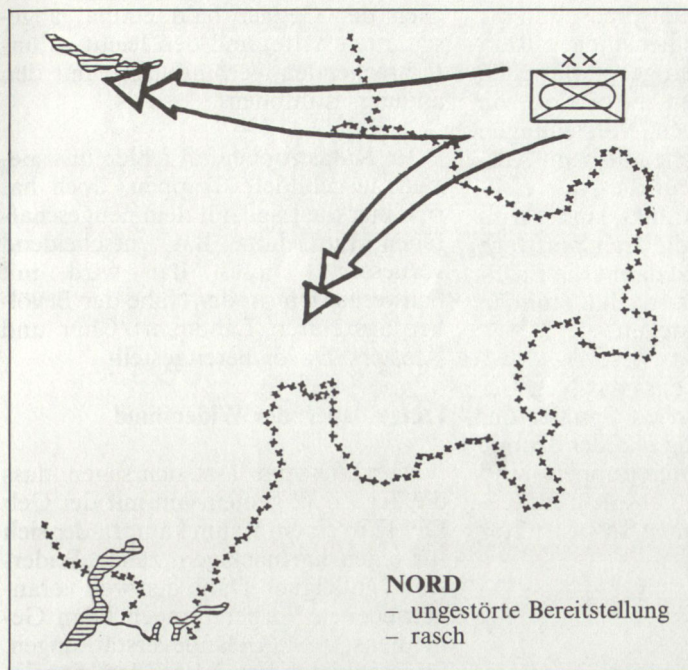 NORD
– ungestörte Bereitstellung
– rasch